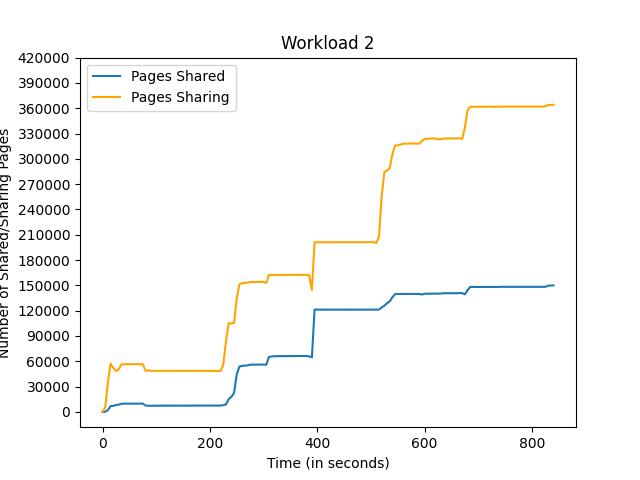 Workload 2
Pages Shared
Pages Sharing
420000
390000
360000
330000
300000
270000
240000
210000
180000
150000
120000
90000
60000
30000
0
Number of Shared/Sharing Pages
0 200 400 600 800
Time (in seconds)